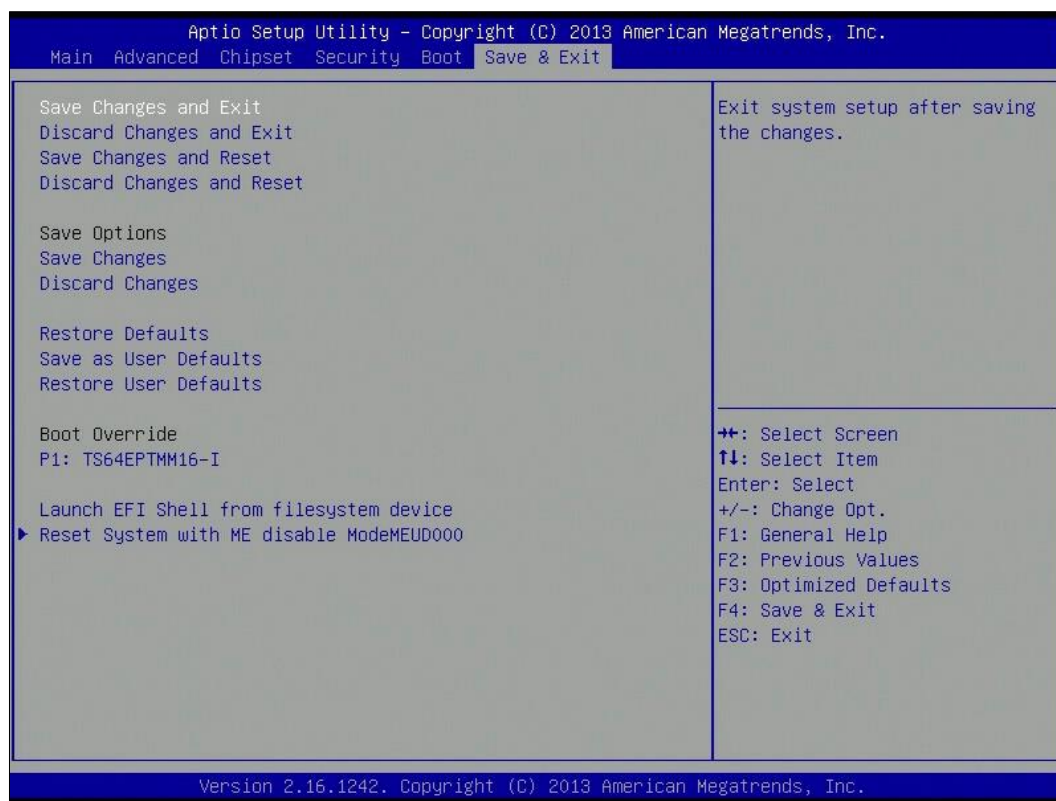 Aptio Setup Utility – Copyright (C) 2013 American Megatrends, Inc.
Main Advanced Chipset Security Boot Save & Exit
Save Changes and Exit
Discard Changes and Exit
Save Changes and Reset
Discard Changes and Reset
Save Options
Save Changes
Discard Changes
Restore Defaults
Save as User Defaults
Restore User Defaults
Boot Override
P1: TS64EPTMM16-I
Launch EFI Shell from filesystem device
▶ Reset System with ME disable ModeMEUD000
Exit system setup after saving
the changes.
→←: Select Screen
↑↓: Select Item
Enter: Select
+/-: Change Opt.
F1: General Help
F2: Previous Values
F3: Optimized Defaults
F4: Save & Exit
ESC: Exit
Version 2.16.1242. Copyright (C) 2013 American Megatrends, Inc.